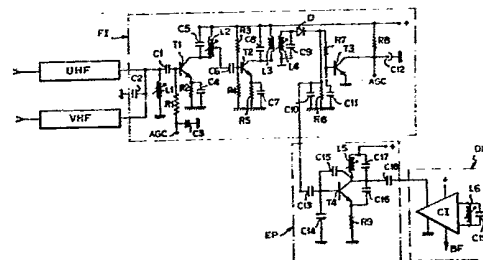 FI
C5
L2
R3
C8
D
R7
R8
T1
T2
T3
C1
C6
L3
L4
C9
C12
UHF
C2
L1
R2
C4
AGC
R1
R4
R5
C7
C10
R6
C11
VHF
AGC
C3
L5
C17
C18
C15
T4
C16
L6
C13
CI
C14
R9
EP
BF